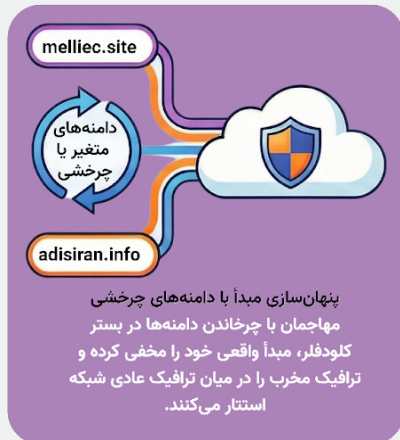 melliec.site
دامنه‌های
متغیر یا
چرخشی
adisiran.info
پنهان‌سازی مبدأ با دامنه‌های چرخشی
مهاجمان با چرخاندن دامنه‌ها در بستر
کلودفلر، مبدأ واقعی خود را مخفی کرده و
ترافیک مخرب را در میان ترافیک عادی شبکه
استتار می‌کنند.